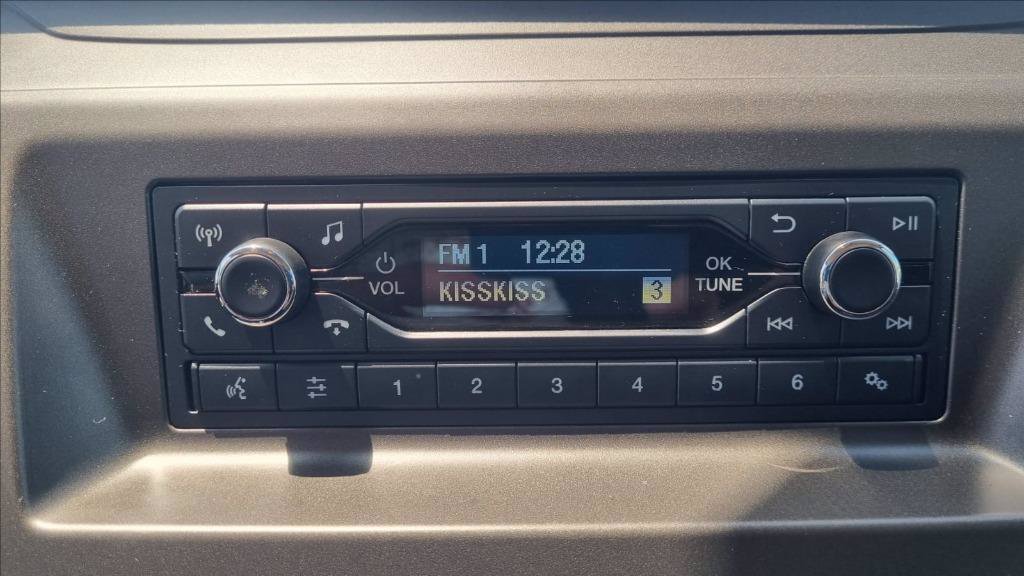 FM 1 12:28
KISSKISS 3
VOL
OK
TUNE
1 2 3 4 5 6